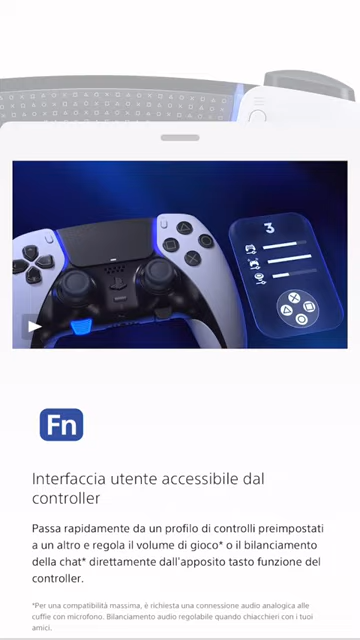 3
Fn
Interfaccia utente accessibile dal
controller
Passa rapidamente da un profilo di controlli preimpostati
a un altro e regola il volume di gioco* o il bilanciamento
della chat* direttamente dall'apposito tasto funzione del
controller.
*Per una compatibilità massima, è richiesta una connessione audio analogica alle
cuffie con microfono. Bilanciamento audio regolabile quando chiacchieri con i tuoi
amici.